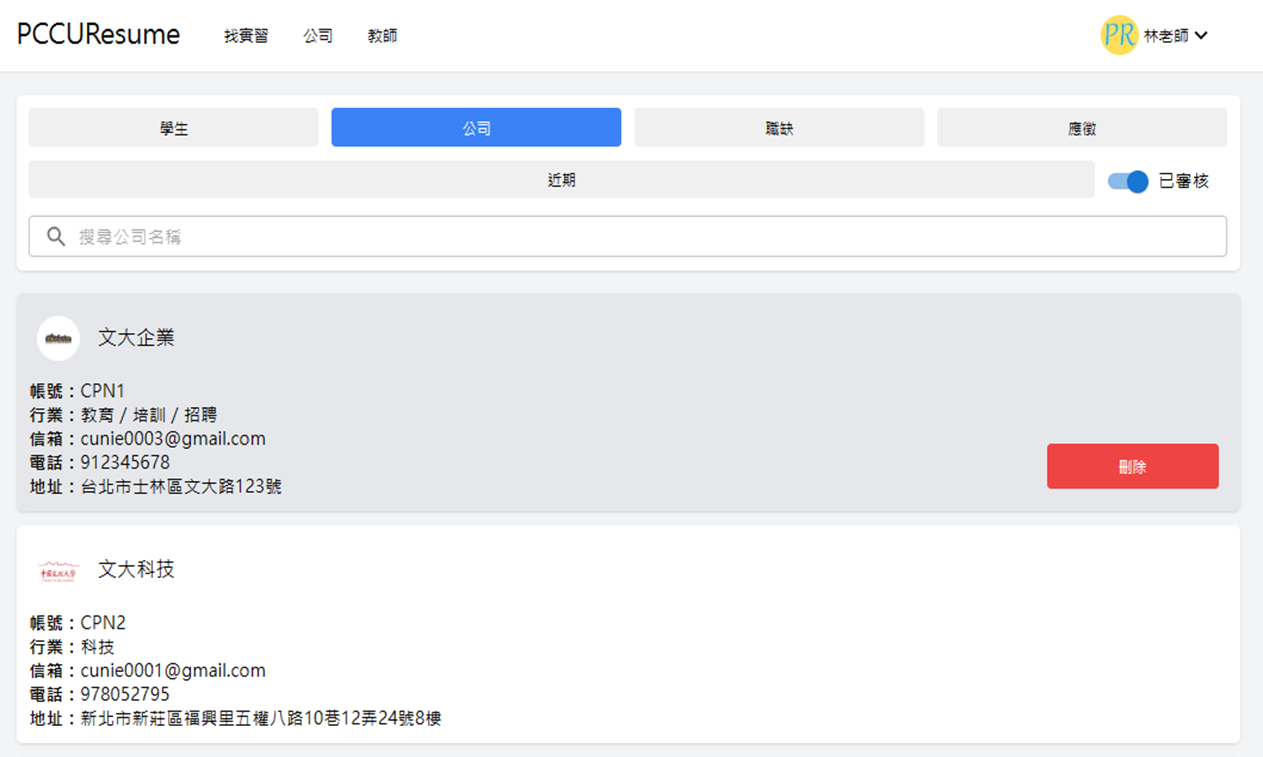 PCCUResume 找實習 公司 教師 PR 林老師
學生 公司 職缺 應徵
近期 已審核
搜尋公司名稱
文大企業
帳號：CPN1
行業：教育 / 培訓 / 招聘
信箱：cunie0003@gmail.com
電話：912345678
地址：台北市士林區文大路123號
刪除
中國文化大學 文大科技
帳號：CPN2
行業：科技
信箱：cunie0001@gmail.com
電話：978052795
地址：新北市新莊區福興里五權八路10巷12弄24號8樓